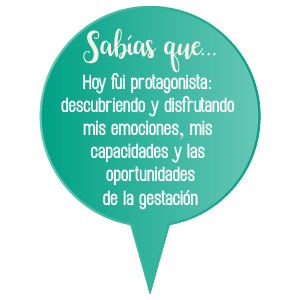 Sabías que...
Hoy fui protagonista:
descubriendo y disfrutando
mis emociones, mis
capacidades y las
oportunidades
de la gestación